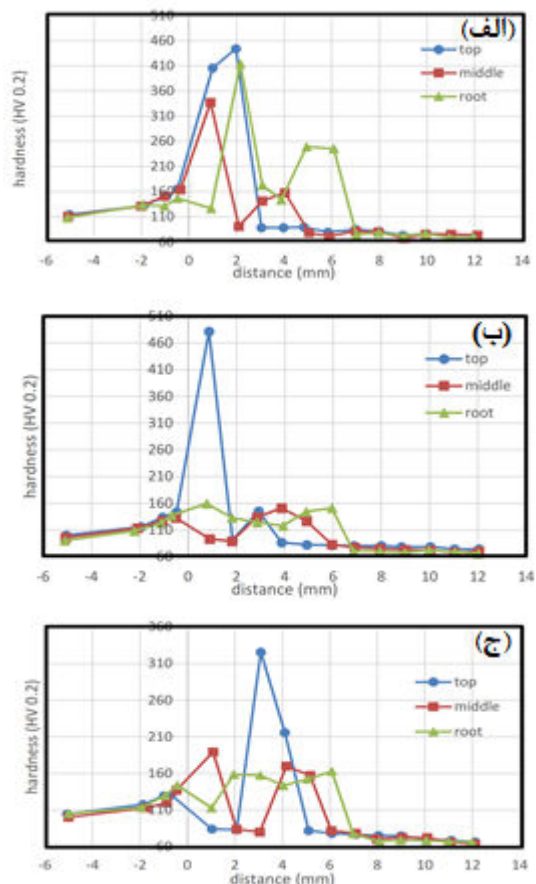 (الف)
510
460
410
360
310
260
210
160
110
60
hardness (HV 0.2)
top
middle
root
-6 -4 -2 0 2 4 6 8 10 12 14
distance (mm)
(ب)
510
460
410
360
310
260
210
160
110
60
hardness (HV 0.2)
top
middle
root
-6 -4 -2 0 2 4 6 8 10 12 14
distance (mm)
(ج)
360
310
260
210
160
110
60
hardness (HV 0.2)
top
middle
root
-6 -4 -2 0 2 4 6 8 10 12 14
distance (mm)